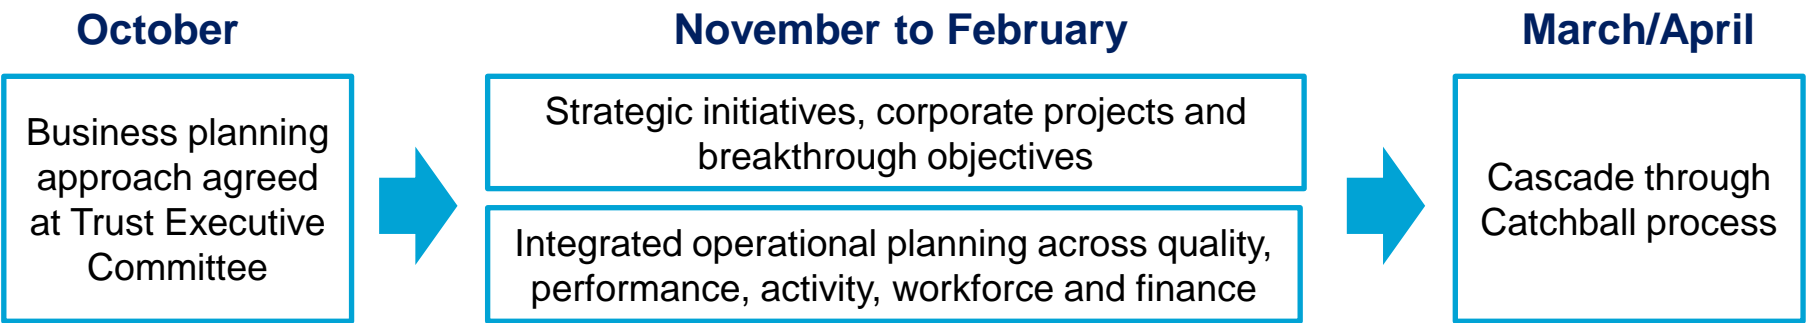 October
Business planning
approach agreed
at Trust Executive
Committee
November to February
Strategic initiatives, corporate projects and
breakthrough objectives
Integrated operational planning across quality,
performance, activity, workforce and finance
March/April
Cascade through
Catchball process